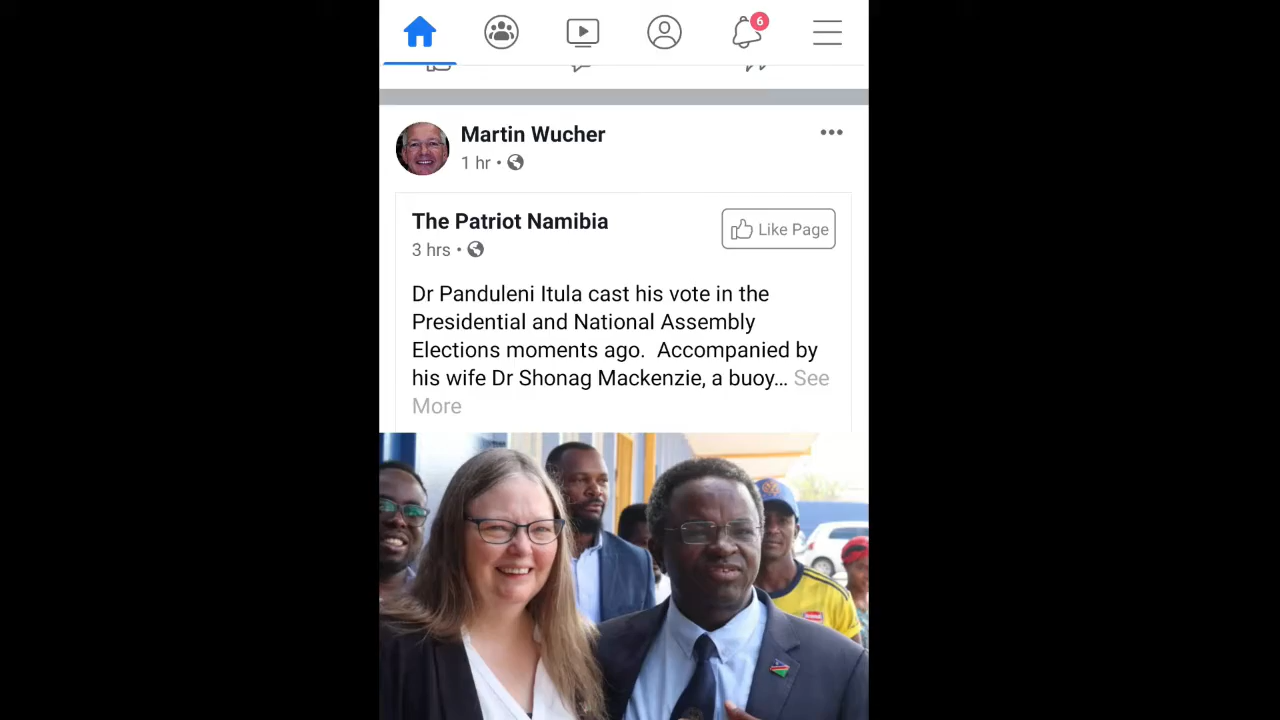 6
Martin Wucher
1 hr •
The Patriot Namibia
Like Page
3 hrs •
Dr Panduleni Itula cast his vote in the
Presidential and National Assembly
Elections moments ago. Accompanied by
his wife Dr Shonag Mackenzie, a buoy... See
More
Arsenal